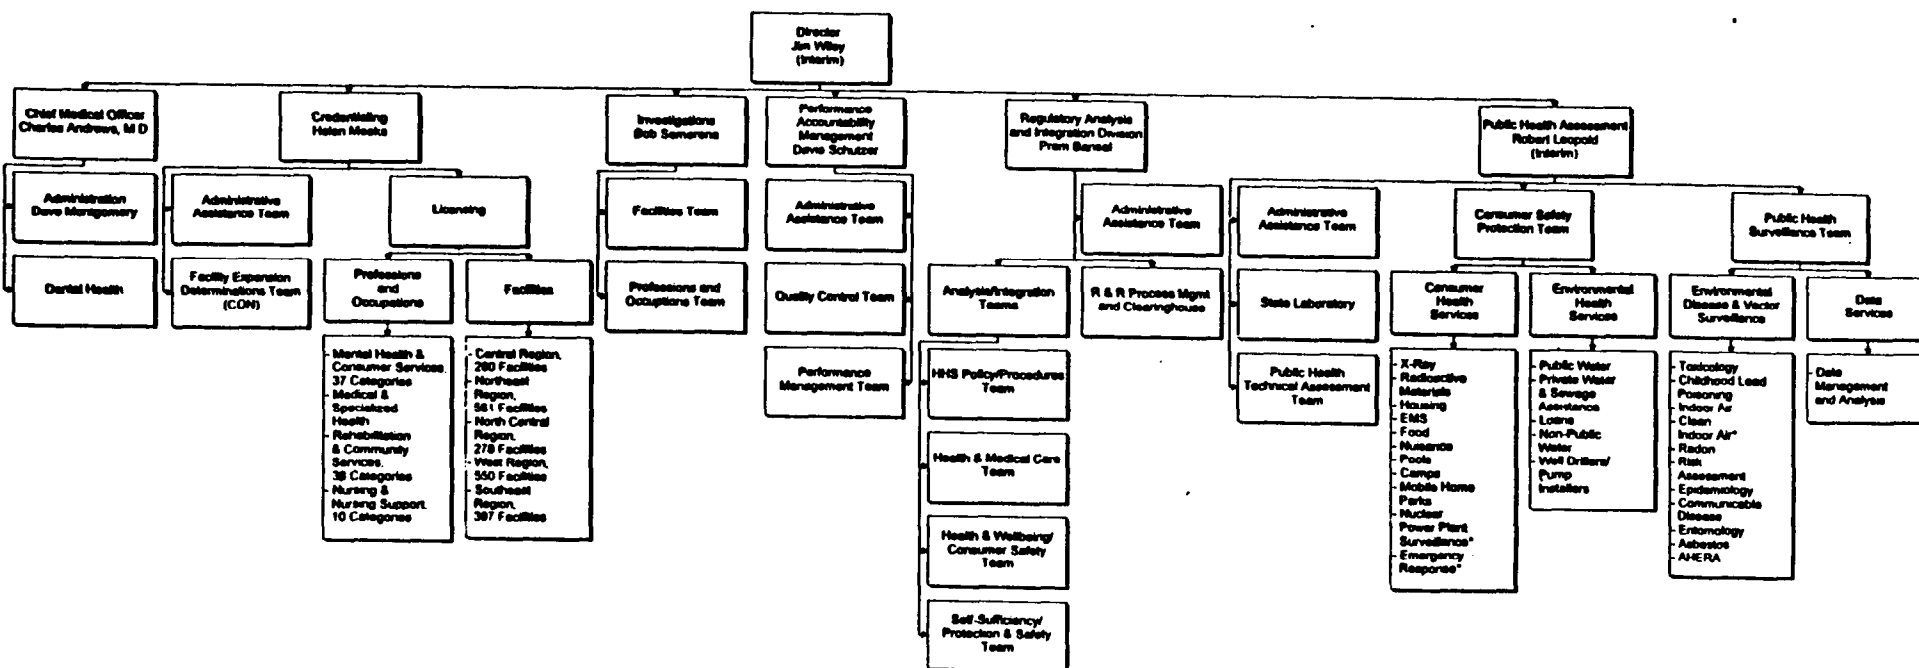 Director
Jim Wiley
(Interim)
Chief Medical Officer
Charles Andrews, M D
Credentialing
Helen Meeks
Investigations
Bob Semerena
Performance
Accountability
Management
Davis Schutzer
Regulatory Analysis
and Integration Division
Prem Bansal
Public Health Assessment
Robert Leopold
(Interim)
Administration
Dave Montgomery
Dental Health
Administrative
Assistance Team
Facility Expansion
Determinations Team
(CON)
Licensing
Professions
and
Occupations
Facilities
- Mental Health &
Consumer Services,
37 Categories
- Medical &
Specialized
Health
- Rehabilitation
& Community
Services,
38 Categories
- Nursing &
Nursing Support,
10 Categories
- Central Region,
260 Facilities
- Northeast
Region,
561 Facilities
- North Central
Region,
278 Facilities
- West Region,
550 Facilities
- Southeast
Region,
397 Facilities
Facilities Team
Professions and
Occuptions Team
Administrative
Assistance Team
Quality Control Team
Performance
Management Team
Administrative
Assistance Team
Analysis/Integration
Teams
R & R Process Mgmt
and Clearinghouse
HHS Policy/Procedures
Team
Health & Medical Care
Team
Health & Wellbeing/
Consumer Safety
Team
Self-Sufficiency/
Protection & Safety
Team
Administrative
Assistance Team
State Laboratory
Public Health
Technical Assessment
Team
Consumer Safety
Protection Team
Consumer
Health
Services
Environmental
Health
Services
- X-Ray
- Radioactive
Materials
- Housing
- EMS
- Food
- Nuisance
- Pools
- Camps
- Mobile Home
Parks
- Nuclear
Power Plant
Surveillance*
- Emergency
Response*
- Public Water
- Private Water
& Sewage
Assistance
- Loans
- Non-Public
Water
- Well Drillers/
Pump
Installers
Public Health
Surveillance Team
Environmental
Disease & Vector
Surveillance
Data
Services
- Toxicology
- Childhood Lead
Poisoning
- Indoor Air
- Clean
Indoor Air*
- Radon
- Risk
Assessment
- Epidemiology
- Communicable
Disease
- Entomology
- Asbestos
- AHERA
- Data
Management
and Analysis